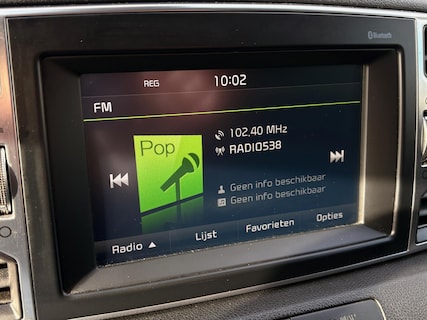 Bluetooth
REG 10:02
FM
Pop
102,40 MHz
RADIO538
Geen info beschikbaar
Geen info beschikbaar
Radio ▲ Lijst Favorieten Opties